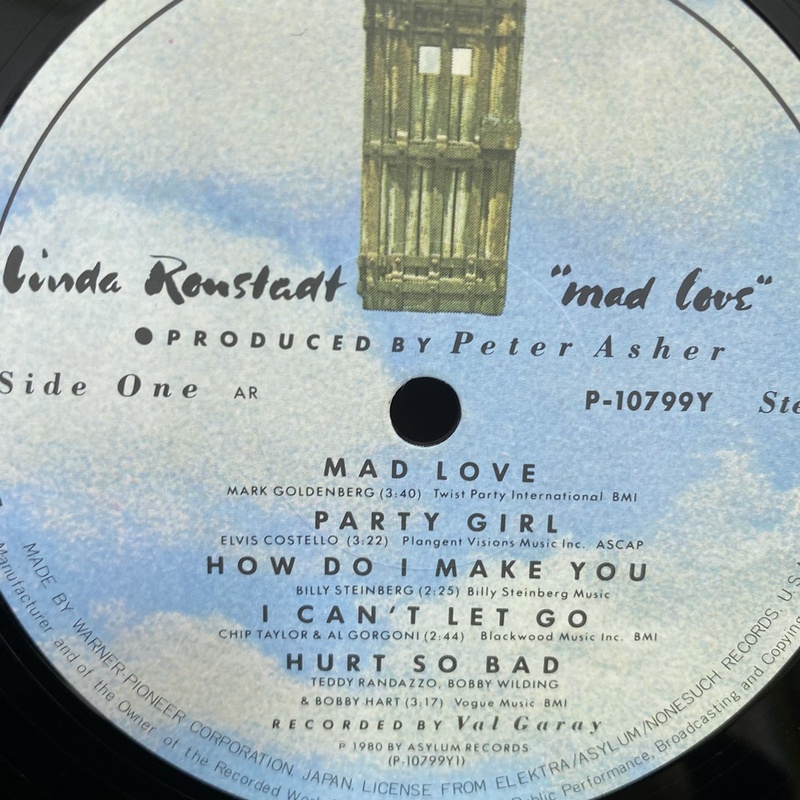 Linda Ronstadt "mad love"
●PRODUCED BY Peter Asher
Side One AR P-10799Y Ste
MAD LOVE
MARK GOLDENBERG (3:40) Twist Party International BMI
PARTY GIRL
ELVIS COSTELLO (3:22) Plangent Visions Music Inc. ASCAP
HOW DO I MAKE YOU
BILLY STEINBERG (2:25) Billy Steinberg Music
I CAN'T LET GO
CHIP TAYLOR & AL GORGONI (2:44) Blackwood Music Inc. BMI
HURT SO BAD
TEDDY RANDAZZO, BOBBY WILDING
& BOBBY HART (3:17) Vogue Music BMI
RECORDED BY Val Garay
℗ 1980 BY ASYLUM RECORDS
(P-10799Y1)
MADE BY WARNER-PIONEER CORPORATION, JAPAN, LICENSE FROM ELEKTRA/ASYLUM/NONESUCH RECORDS, U.S.A
Manufacturer and of the Owner of the Recorded Work Public Performance, Broadcasting and Copying